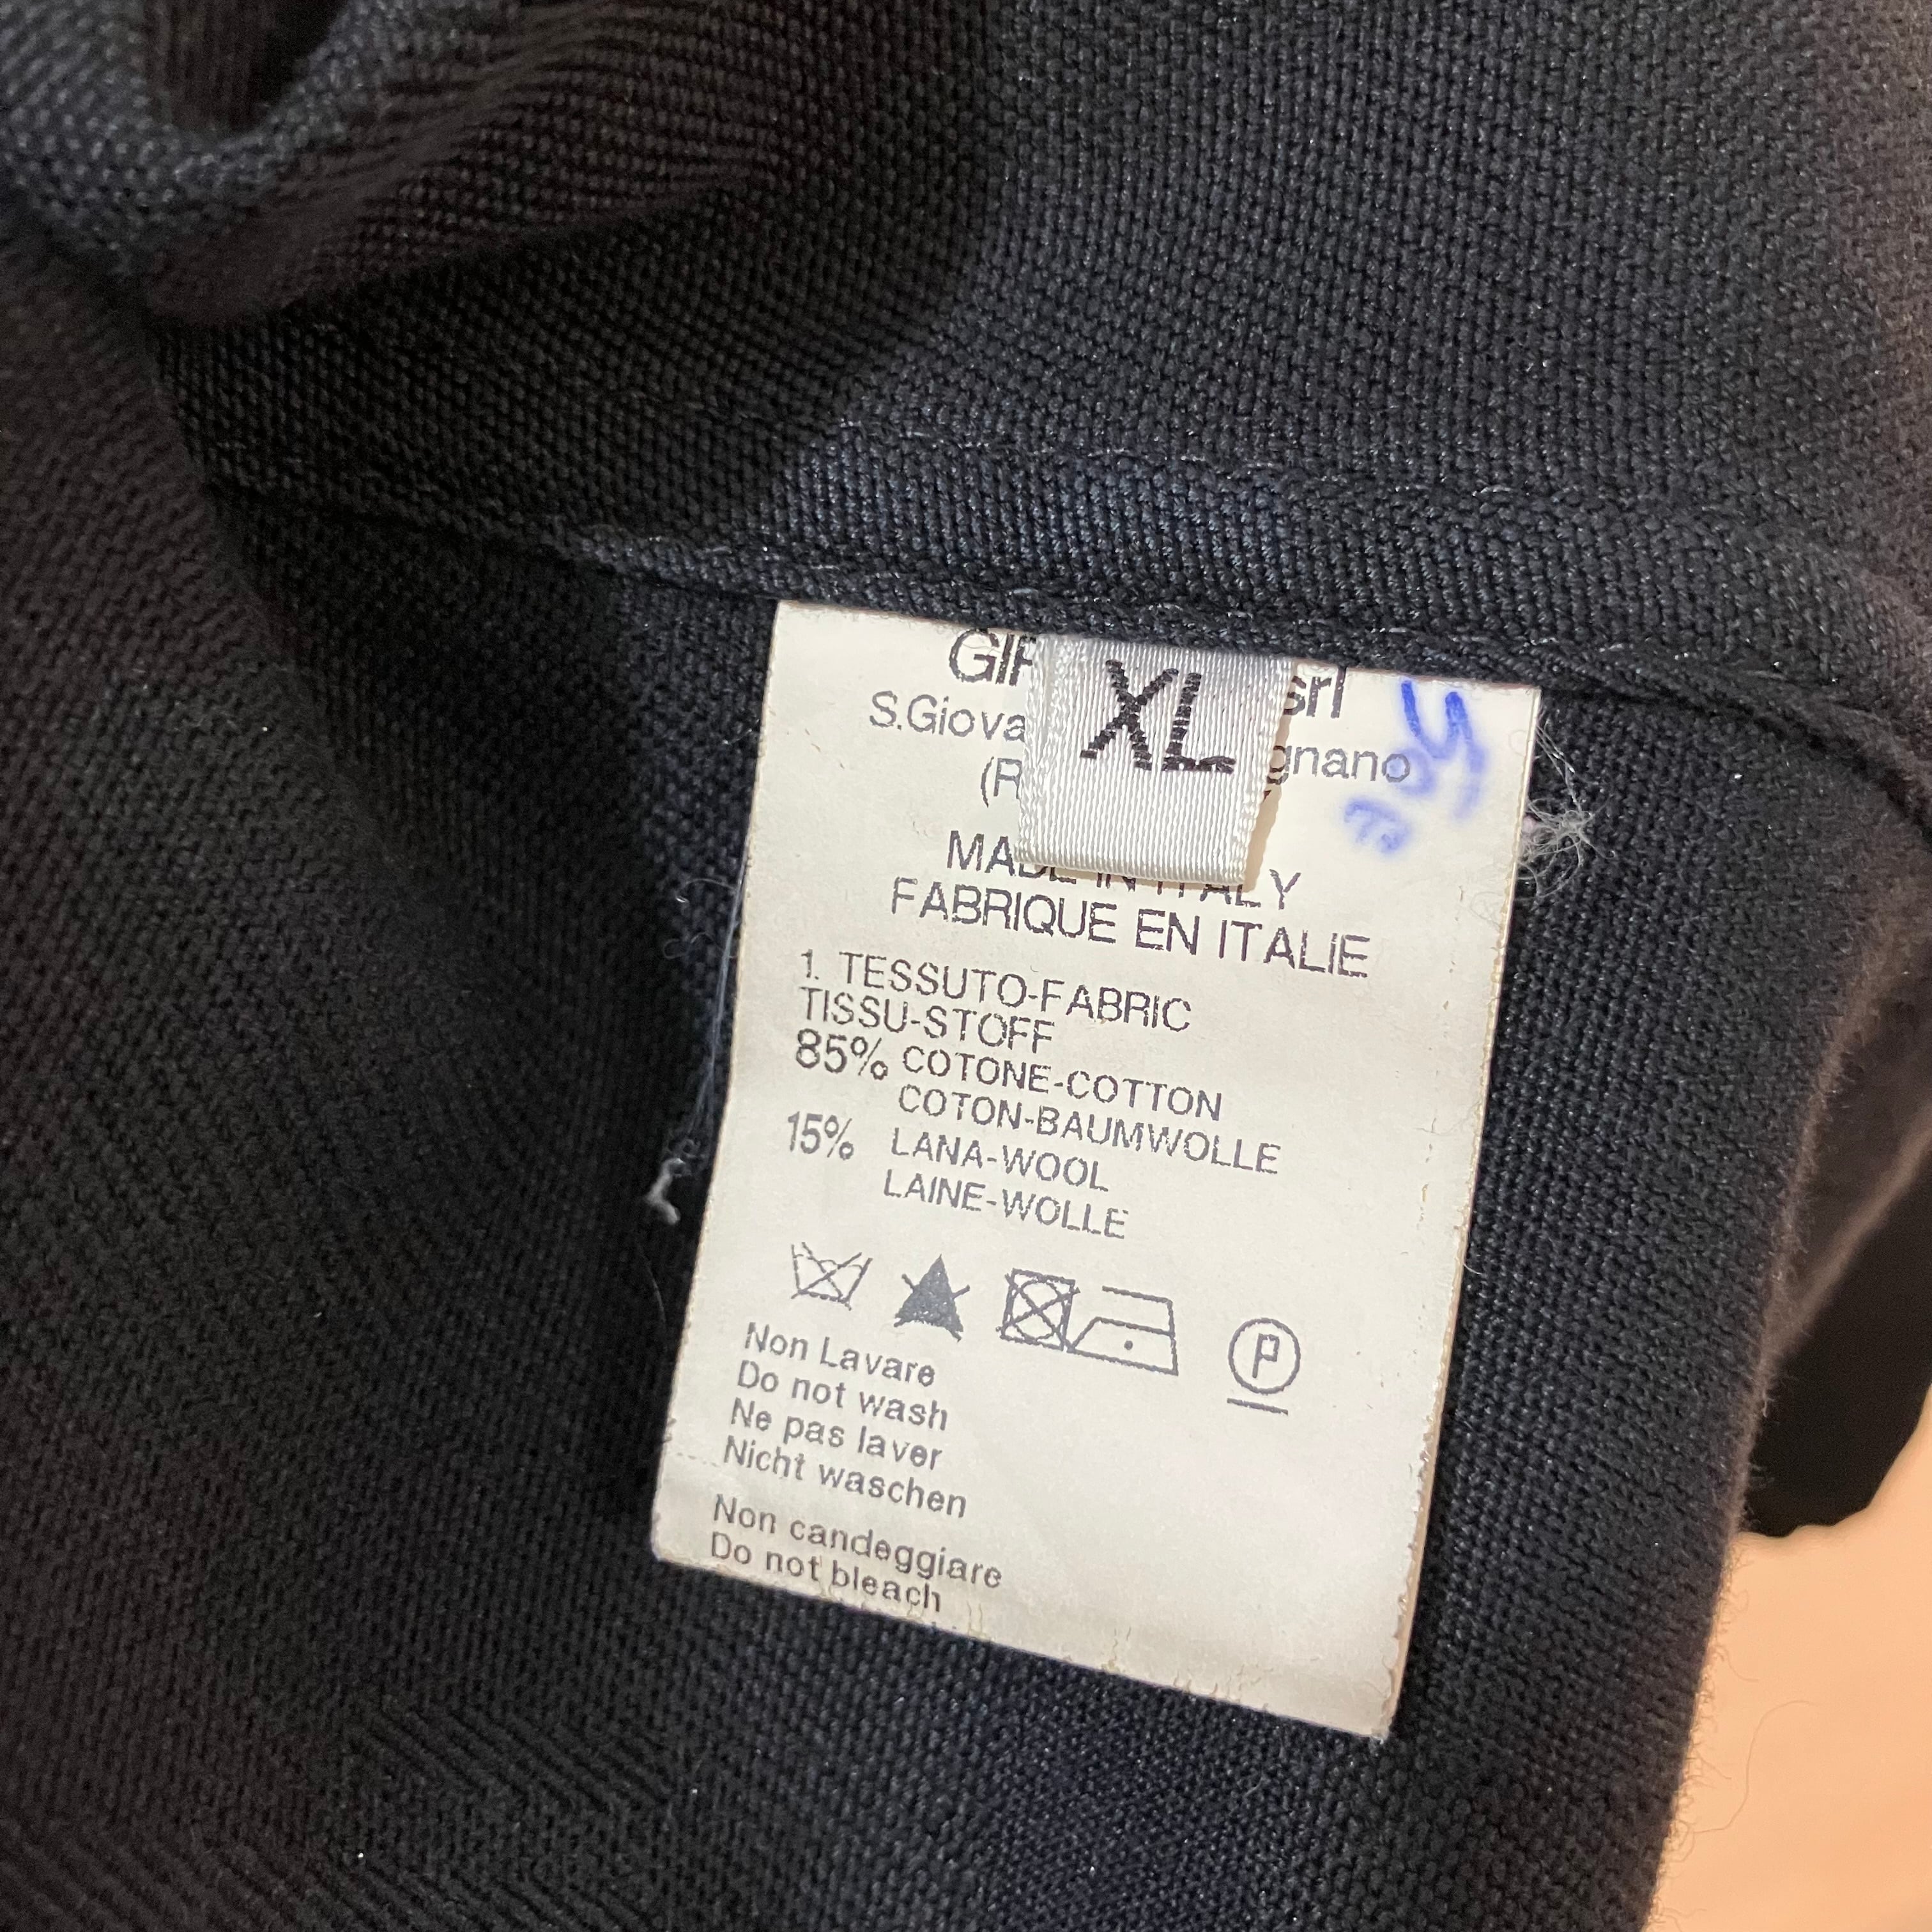 XL
srl
MADE IN ITALY
FABRIQUE EN ITALIE
1. TESSUTO-FABRIC
TISSU-STOFF
85% COTONE-COTTON
COTON-BAUMWOLLE
15% LANA-WOOL
LAINE-WOLLE
P
Non Lavare
Do not wash
Ne pas laver
Nicht waschen
Non candeggiare
Do not bleach